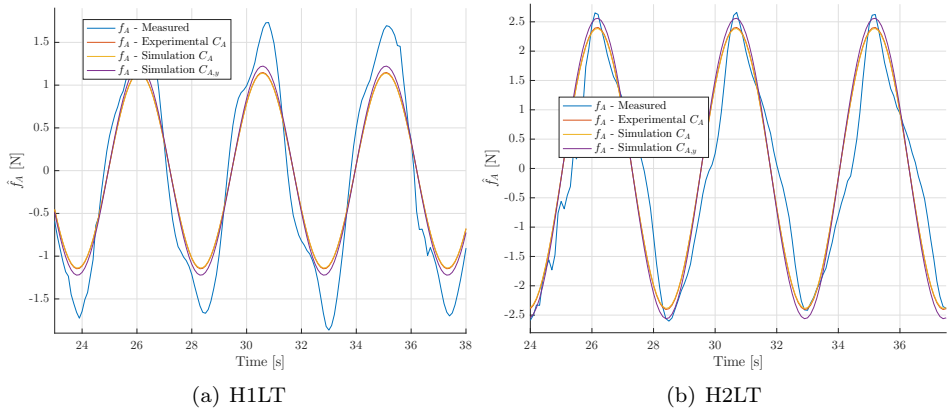 f_A - Measured
f_A - Experimental C_A
f_A - Simulation C_A
f_A - Simulation C_{A,y}
1.5
1
0.5
0
-0.5
-1
-1.5
f̂_A [N]
24 26 28 30 32 34 36 38
Time [s]
(a) H1LT
2.5
2
1.5
1
0.5
0
-0.5
-1
-1.5
-2
-2.5
f̂_A [N]
f_A - Measured
f_A - Experimental C_A
f_A - Simulation C_A
f_A - Simulation C_{A,y}
24 26 28 30 32 34 36
Time [s]
(b) H2LT